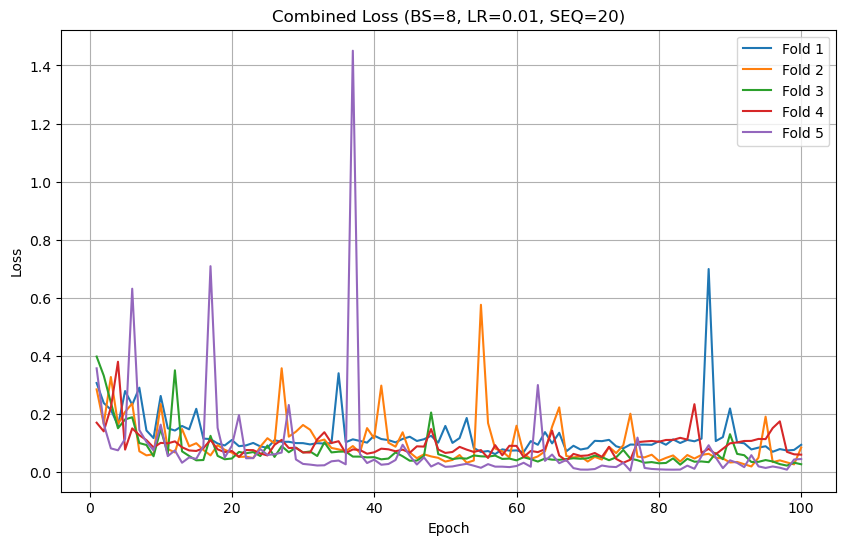 Combined Loss (BS=8, LR=0.01, SEQ=20)
Fold 1
Fold 2
Fold 3
Fold 4
Fold 5
Loss
1.4
1.2
1.0
0.8
0.6
0.4
0.2
0.0
0
20
40
60
80
100
Epoch